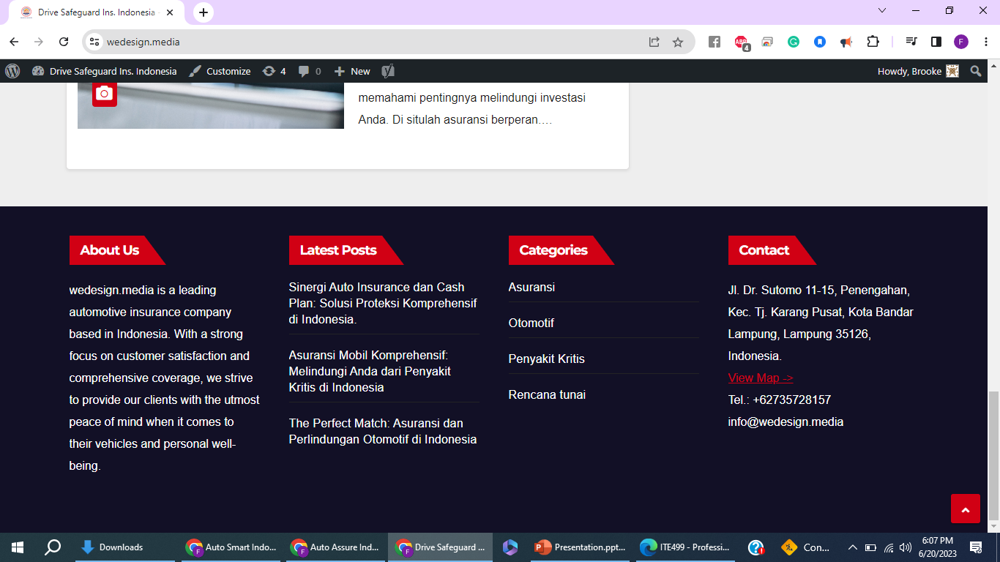 Drive Safeguard Ins. Indonesia
wedesign.media
ABP
4
F
Drive Safeguard Ins. Indonesia
Customize
4
0
New
Howdy, Brooke
memahami pentingnya melindungi investasi
Anda. Di situlah asuransi berperan.…
About Us
wedesign.media is a leading
automotive insurance company
based in Indonesia. With a strong
focus on customer satisfaction and
comprehensive coverage, we strive
to provide our clients with the utmost
peace of mind when it comes to
their vehicles and personal well-
being.
Latest Posts
Sinergi Auto Insurance dan Cash
Plan: Solusi Proteksi Komprehensif
di Indonesia.
Asuransi Mobil Komprehensif:
Melindungi Anda dari Penyakit
Kritis di Indonesia
The Perfect Match: Asuransi dan
Perlindungan Otomotif di Indonesia
Categories
Asuransi
Otomotif
Penyakit Kritis
Rencana tunai
Contact
Jl. Dr. Sutomo 11-15, Penengahan,
Kec. Tj. Karang Pusat, Kota Bandar
Lampung, Lampung 35126,
Indonesia.
View Map ->
Tel.: +62735728157
info@wedesign.media
Downloads
Auto Smart Indo...
Auto Assure Ind...
Drive Safeguard ...
Presentation.ppt...
ITE499 - Professi...
Con...
6:07 PM
6/20/2023